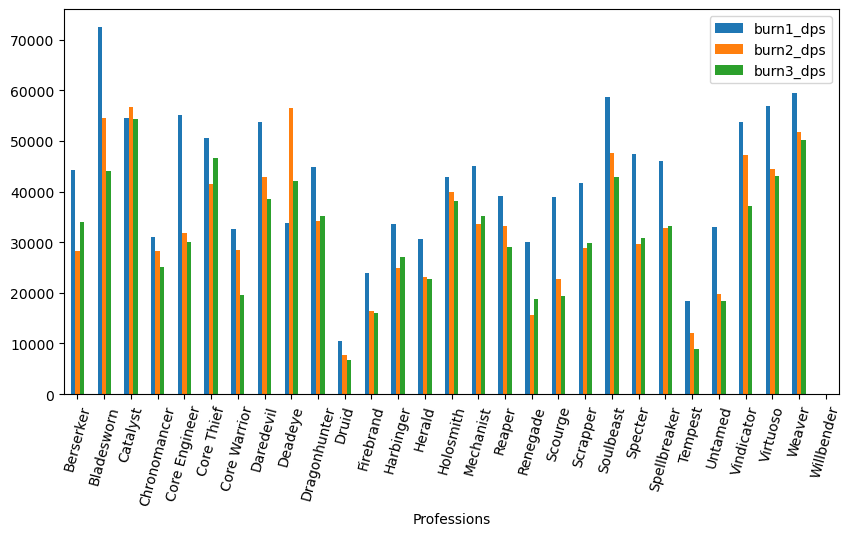 70000
60000
50000
40000
30000
20000
10000
0
burn1_dps
burn2_dps
burn3_dps
Berserker
Bladesworn
Catalyst
Chronomancer
Core Engineer
Core Thief
Core Warrior
Daredevil
Deadeye
Dragonhunter
Druid
Firebrand
Harbinger
Herald
Holosmith
Mechanist
Reaper
Renegade
Scourge
Scrapper
Soulbeast
Specter
Spellbreaker
Tempest
Untamed
Vindicator
Virtuoso
Weaver
Willbender
Professions